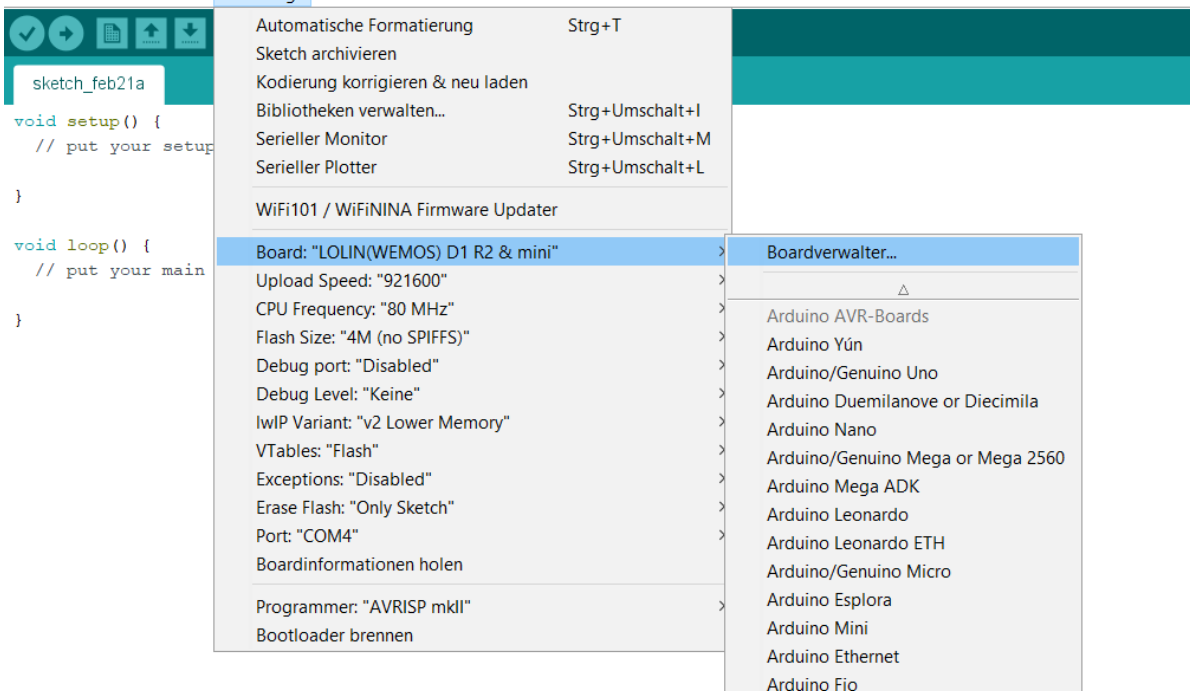 Automatische Formatierung Strg+T
Sketch archivieren
Kodierung korrigieren & neu laden
Bibliotheken verwalten... Strg+Umschalt+I
Serieller Monitor Strg+Umschalt+M
Serieller Plotter Strg+Umschalt+L
WiFi101 / WiFiNINA Firmware Updater
Board: "LOLIN(WEMOS) D1 R2 & mini"
Upload Speed: "921600"
CPU Frequency: "80 MHz"
Flash Size: "4M (no SPIFFS)"
Debug port: "Disabled"
Debug Level: "Keine"
lwIP Variant: "v2 Lower Memory"
VTables: "Flash"
Exceptions: "Disabled"
Erase Flash: "Only Sketch"
Port: "COM4"
Boardinformationen holen
Programmer: "AVRISP mkII"
Bootloader brennen
Boardverwalter...
Arduino AVR-Boards
Arduino Yún
Arduino/Genuino Uno
Arduino Duemilanove or Diecimila
Arduino Nano
Arduino/Genuino Mega or Mega 2560
Arduino Mega ADK
Arduino Leonardo
Arduino Leonardo ETH
Arduino/Genuino Micro
Arduino Esplora
Arduino Mini
Arduino Ethernet
Arduino Fio
sketch_feb21a
void setup() {
// put your setup
}
void loop() {
// put your main
}